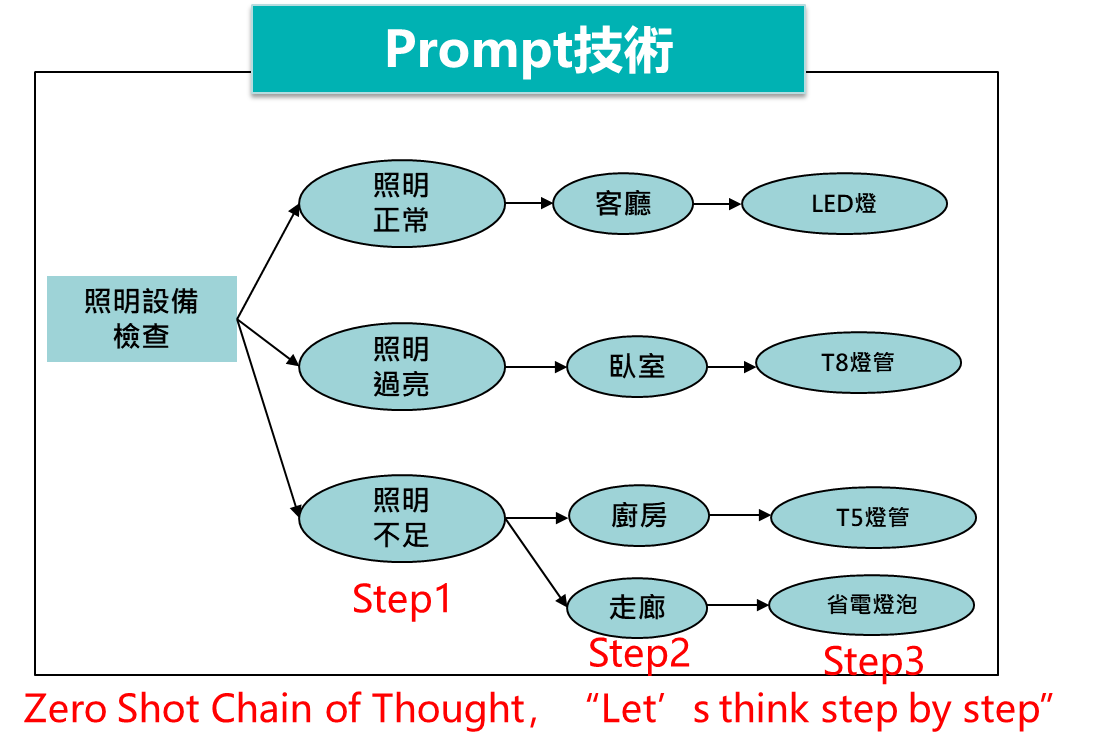 Prompt技術
照明設備
檢查
照明
正常
客廳
LED燈
照明
過亮
臥室
T8燈管
照明
不足
廚房
T5燈管
走廊
省電燈泡
Step1
Step2
Step3
Zero Shot Chain of Thought， “Let’s think step by step”